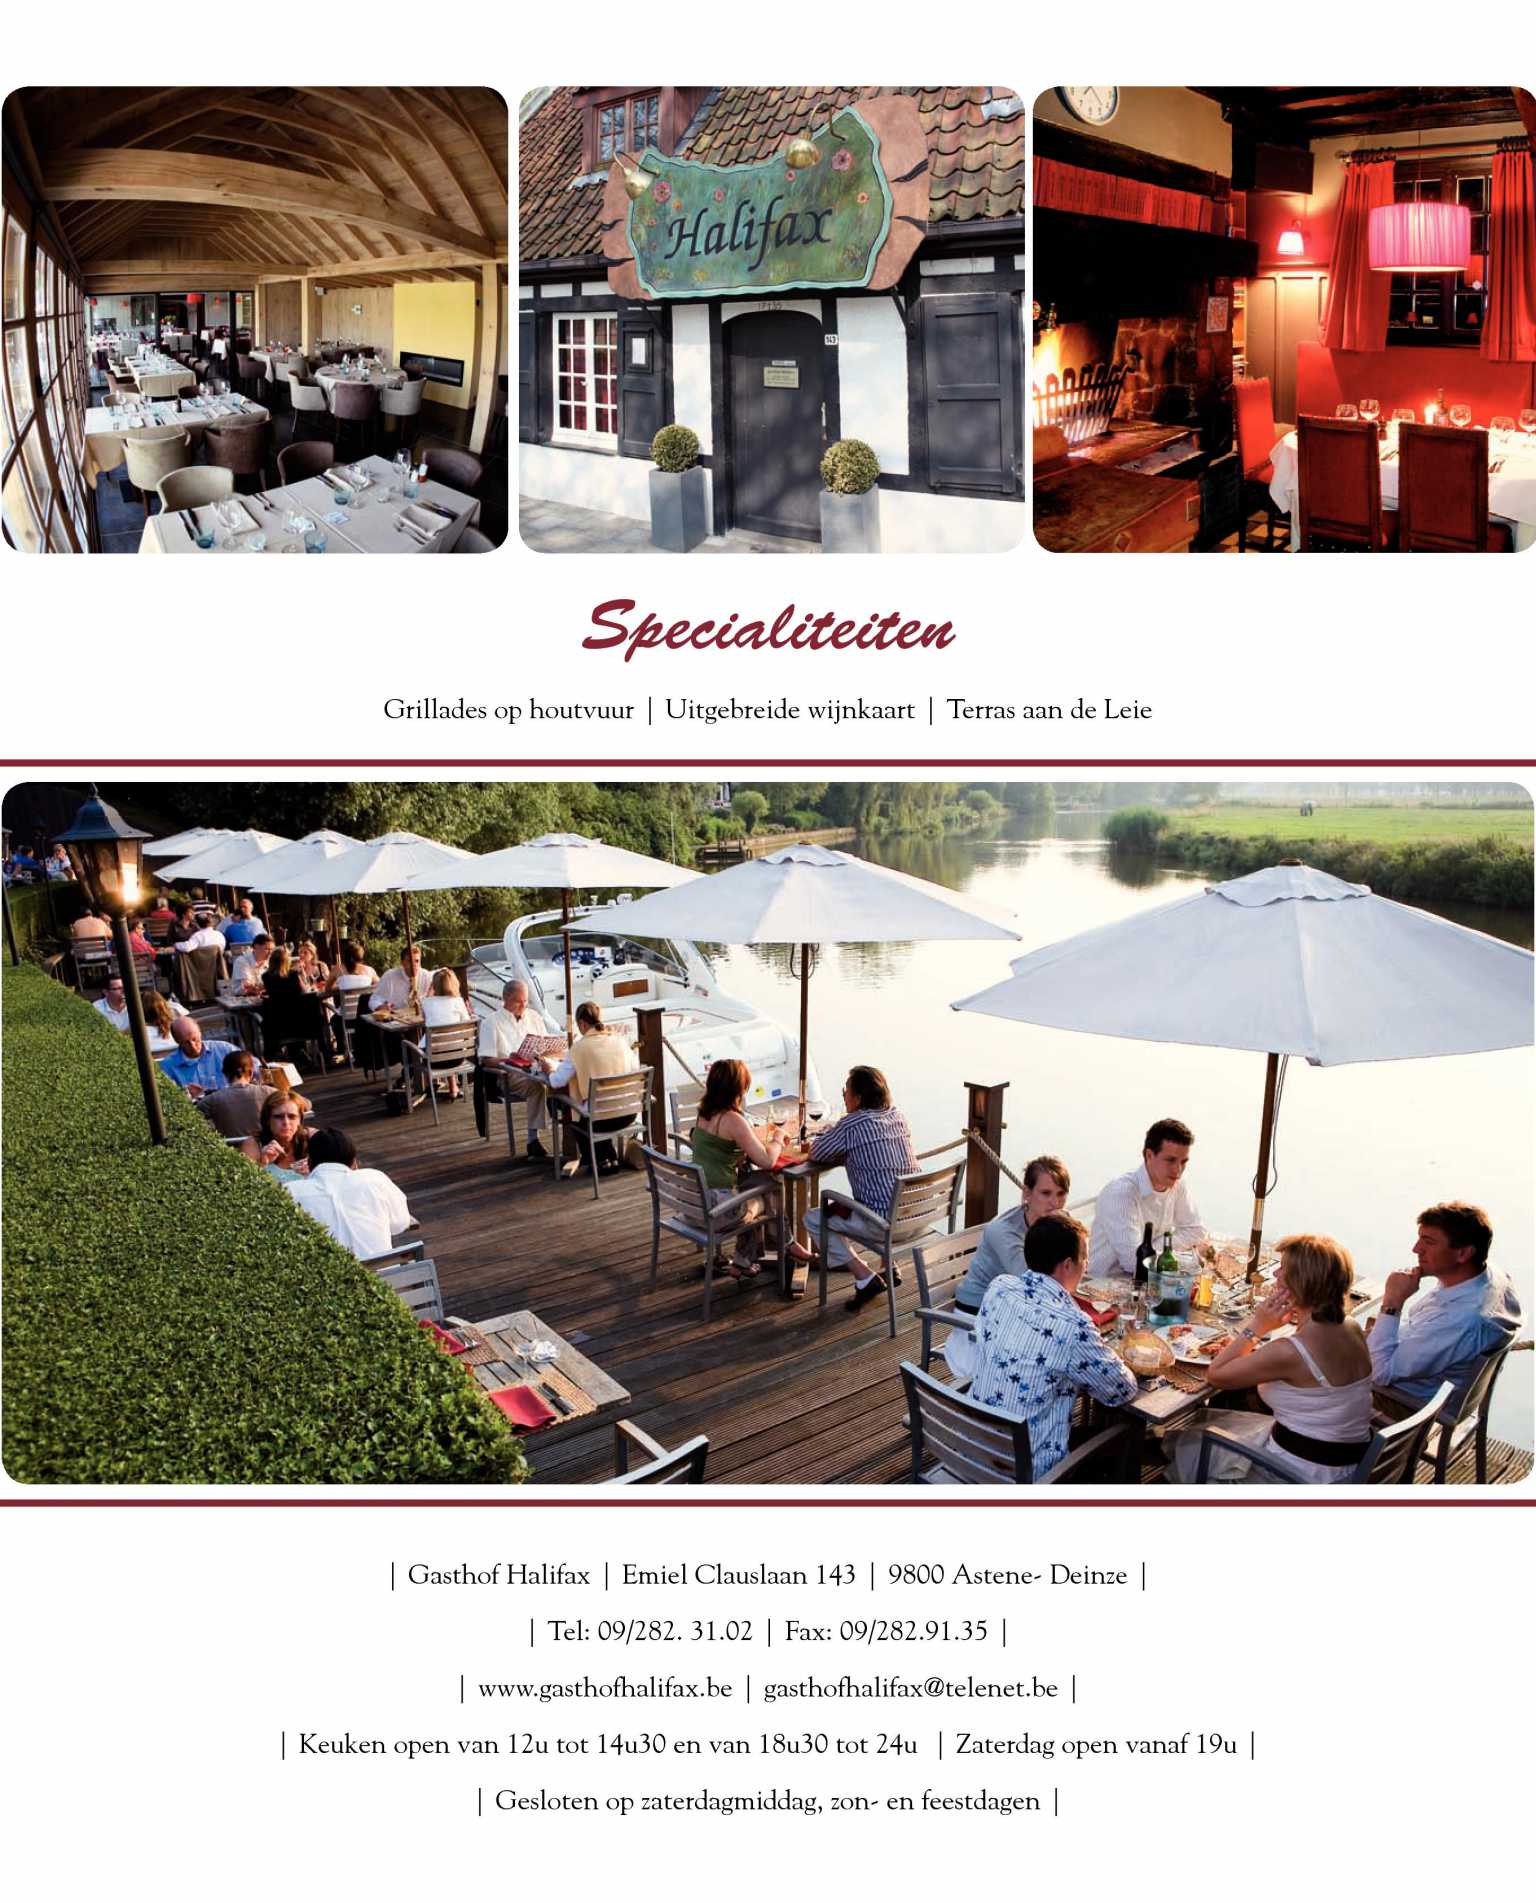 Halifax
143
Specialiteiten
Grillades op houtvuur | Uitgebreide wijnkaart | Terras aan de Leie
| Gasthof Halifax | Emiel Clauslaan 143 | 9800 Astene- Deinze |
| Tel: 09/282. 31.02 | Fax: 09/282.91.35 |
| www.gasthofhalifax.be | gasthofhalifax@telenet.be |
| Keuken open van 12u tot 14u30 en van 18u30 tot 24u | Zaterdag open vanaf 19u |
| Gesloten op zaterdagmiddag, zon- en feestdagen |